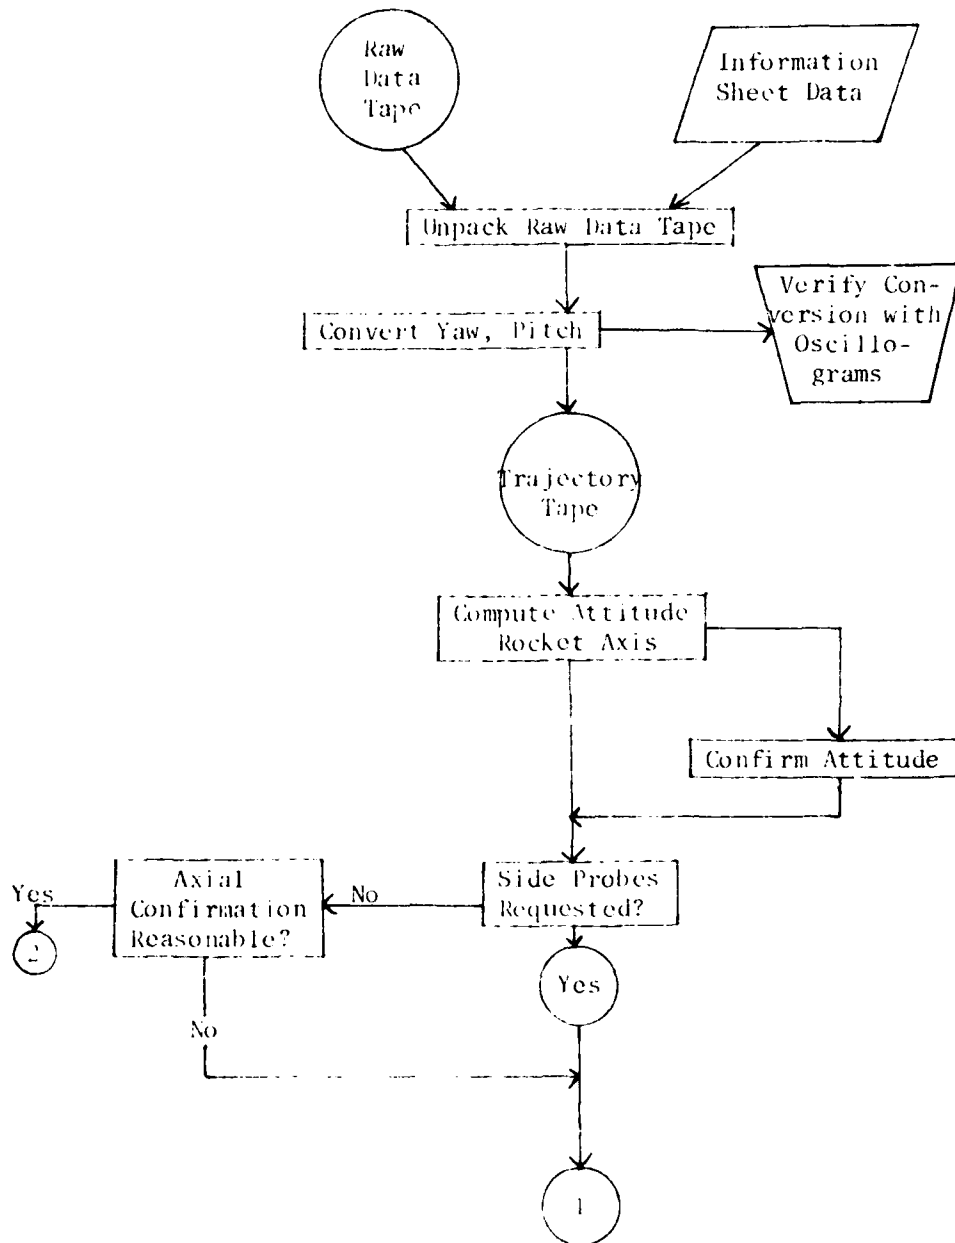 Raw
Data
Tape
Information
Sheet Data
Unpack Raw Data Tape
Convert Yaw, Pitch
Verify Con-
version with
Oscillo-
grams
Trajectory
Tape
Compute Attitude
Rocket Axis
Confirm Attitude
Side Probes
Requested?
No
Axial
Confirmation
Reasonable?
Yes
2
Yes
No
1